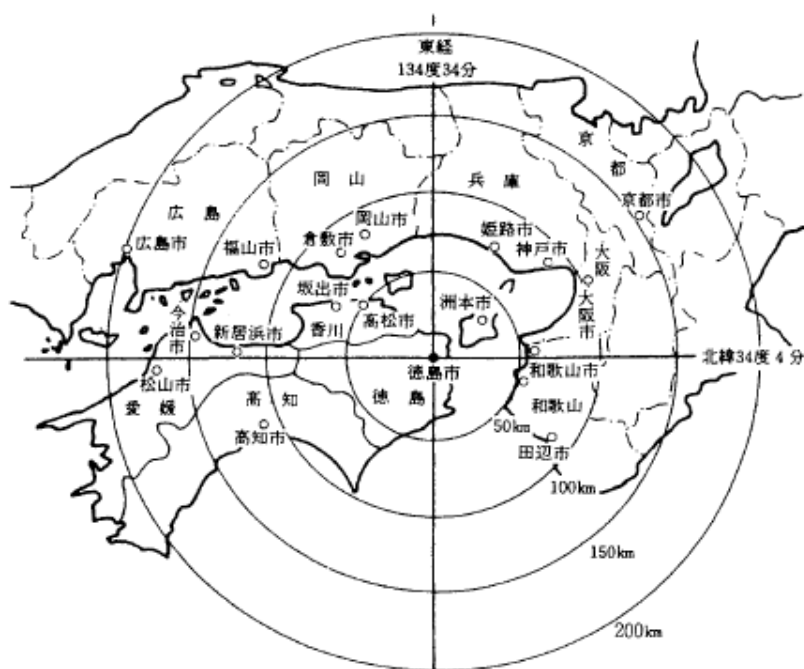 東経
134度34分
京都
岡山
兵庫
京都市
広島
岡山市
姫路市
広島市
福山市
倉敷市
神戸市
大阪
坂出市
洲本市
大阪市
今治市
高松市
新居浜市
香川
北緯34度4分
徳島市
和歌山市
松山市
愛媛
高知
徳島
和歌山
高知市
50km
田辺市
100km
150km
200km